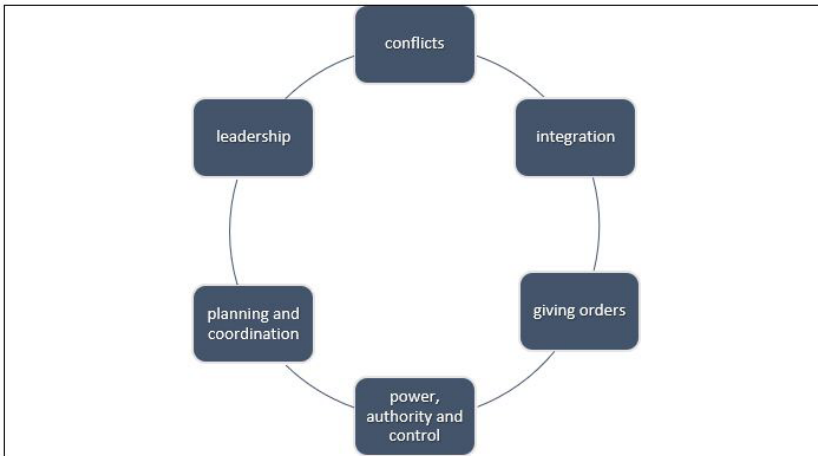 conflicts
integration
giving orders
power,
authority and
control
planning and
coordination
leadership